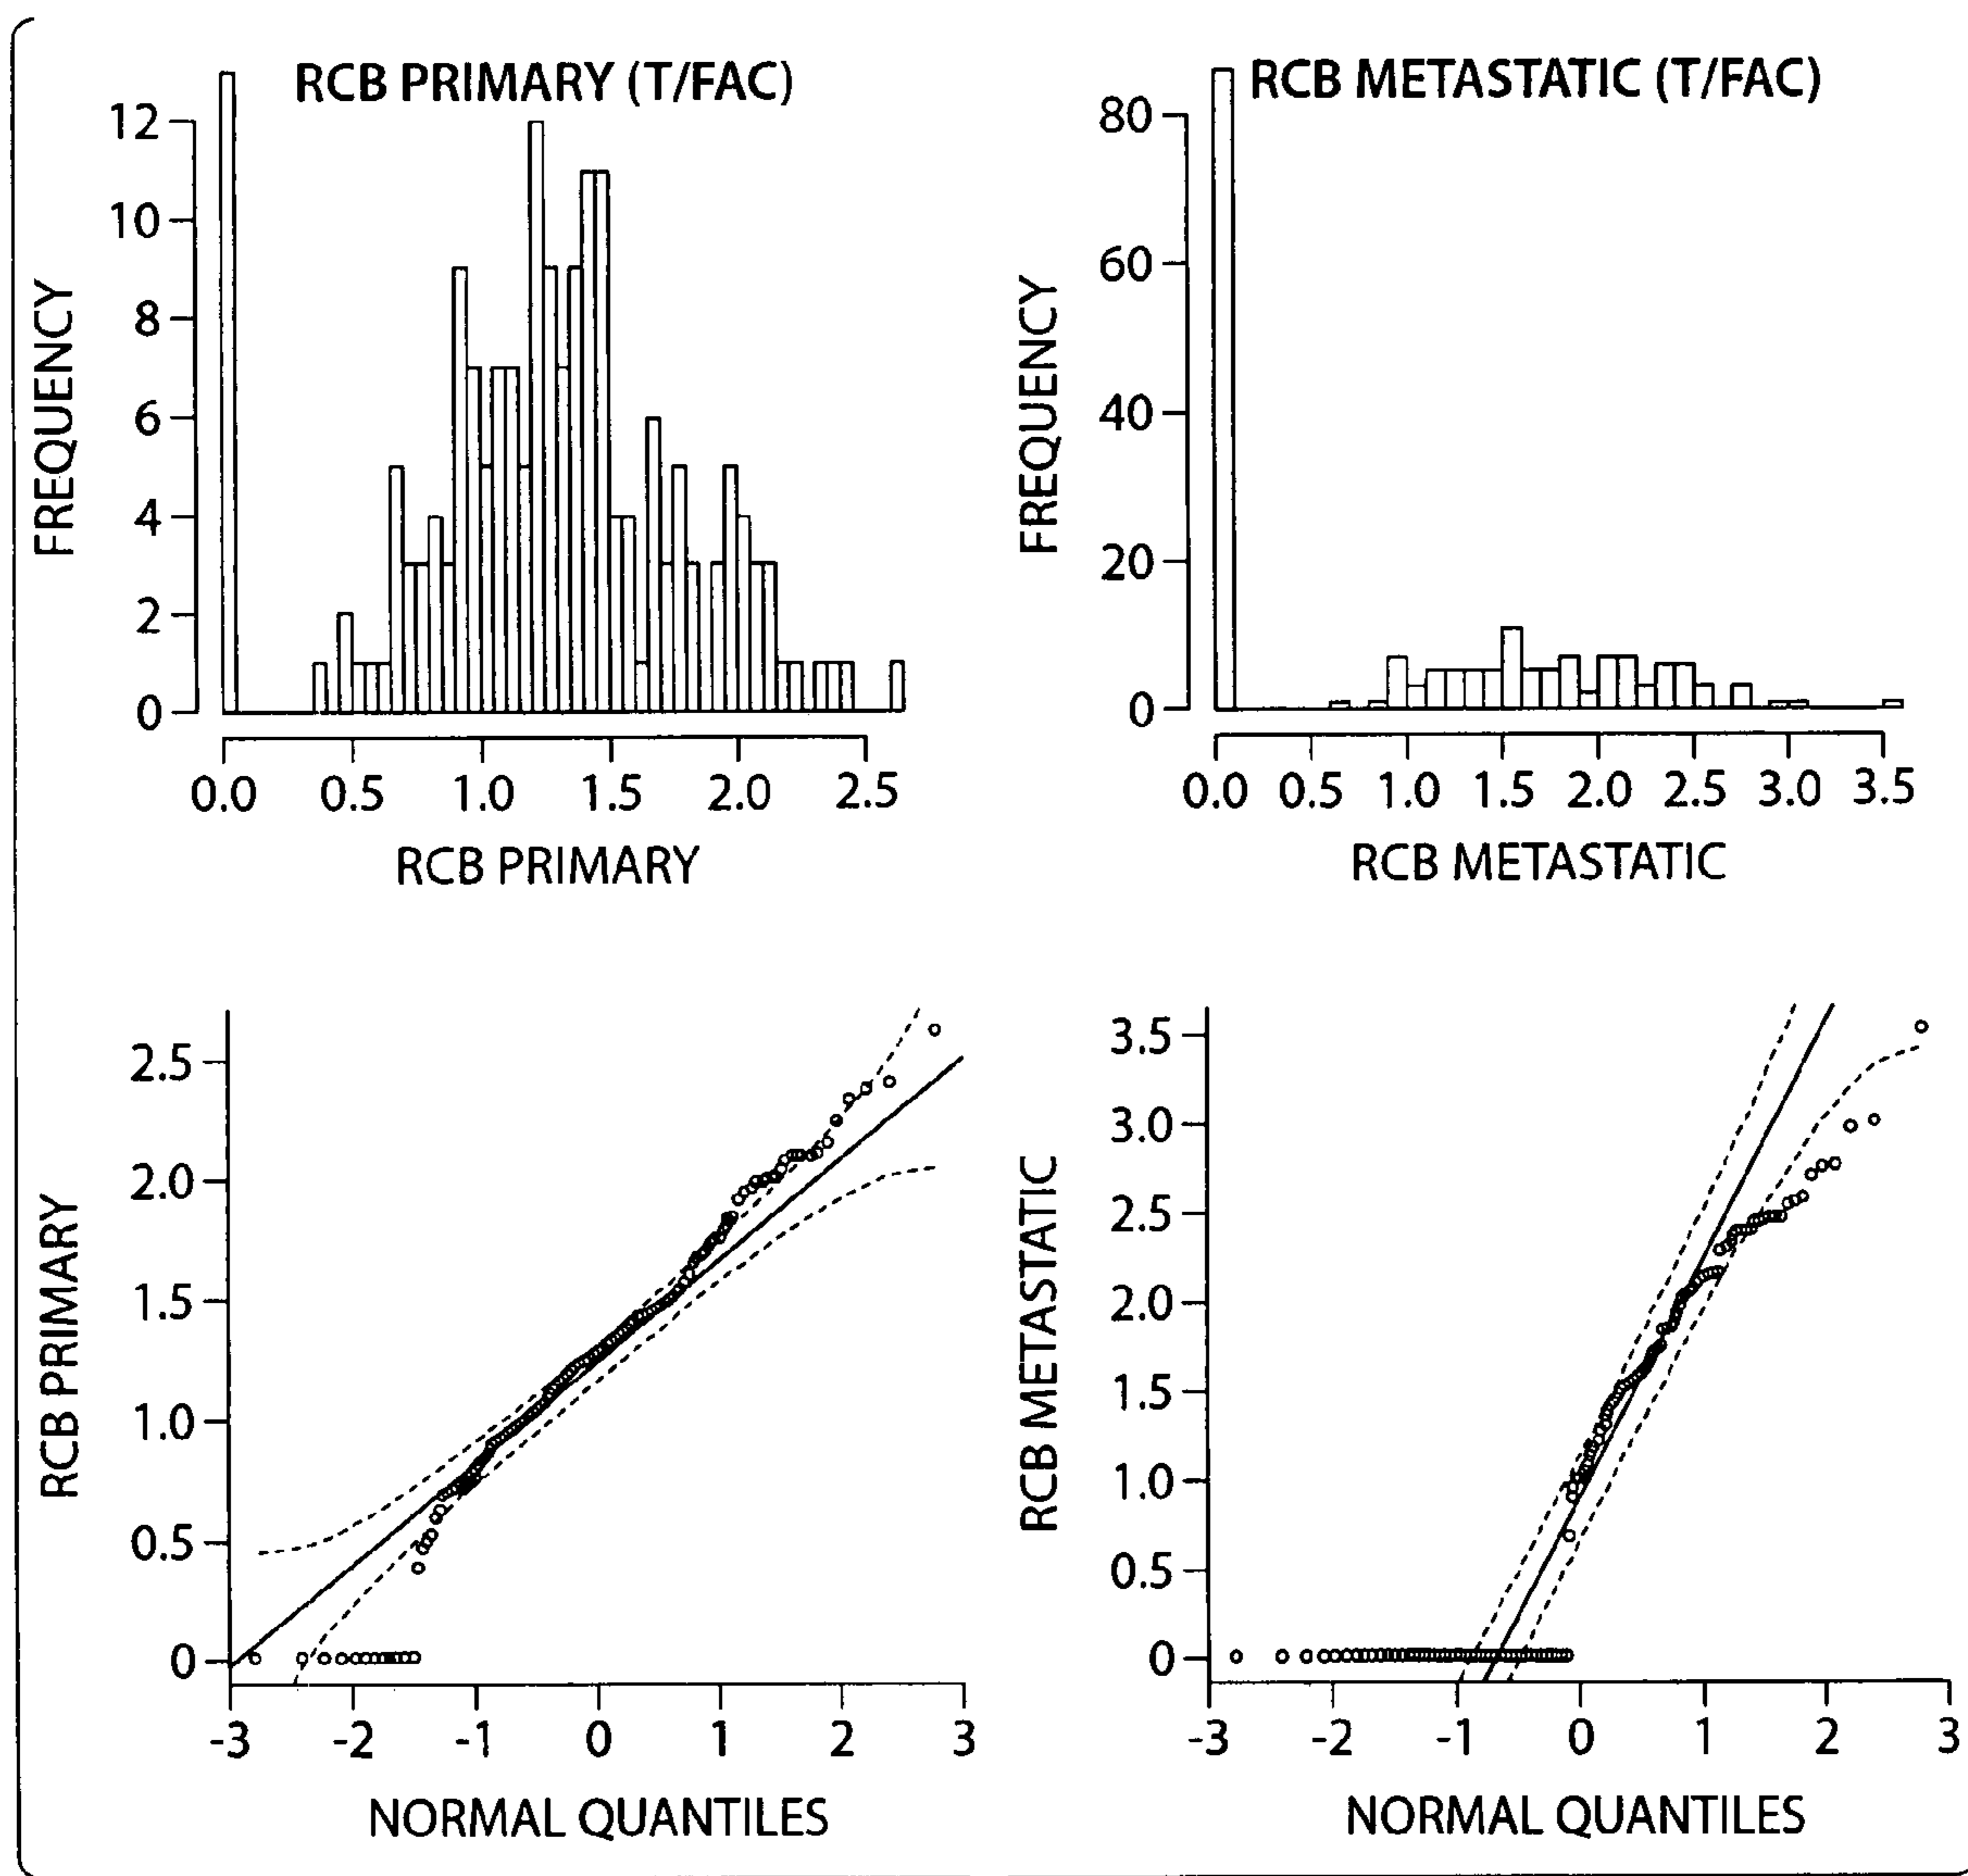 RCB PRIMARY (T/FAC)
12
10
8
6
4
2
0
FREQUENCY
0.0 0.5 1.0 1.5 2.0 2.5
RCB PRIMARY
RCB METASTATIC (T/FAC)
80
60
40
20
0
FREQUENCY
0.0 0.5 1.0 1.5 2.0 2.5 3.0 3.5
RCB METASTATIC
2.5
2.0
1.5
1.0
0.5
0
RCB PRIMARY
-3 -2 -1 0 1 2 3
NORMAL QUANTILES
3.5
3.0
2.5
2.0
1.5
1.0
0.5
0
RCB METASTATIC
-3 -2 -1 0 1 2 3
NORMAL QUANTILES